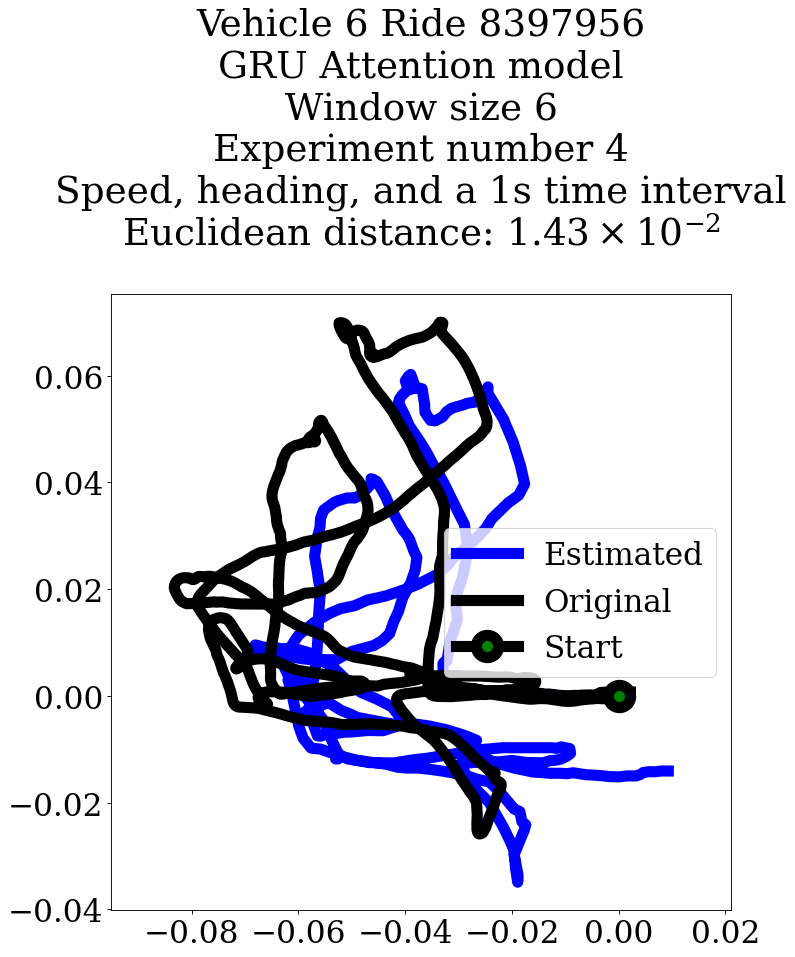 Vehicle 6 Ride 8397956
GRU Attention model
Window size 6
Experiment number 4
Speed, heading, and a 1s time interval
Euclidean distance: 1.43 × 10⁻²
0.06
0.04
0.02
0.00
−0.02
−0.04
Estimated
Original
Start
−0.08 −0.06 −0.04 −0.02 0.00 0.02